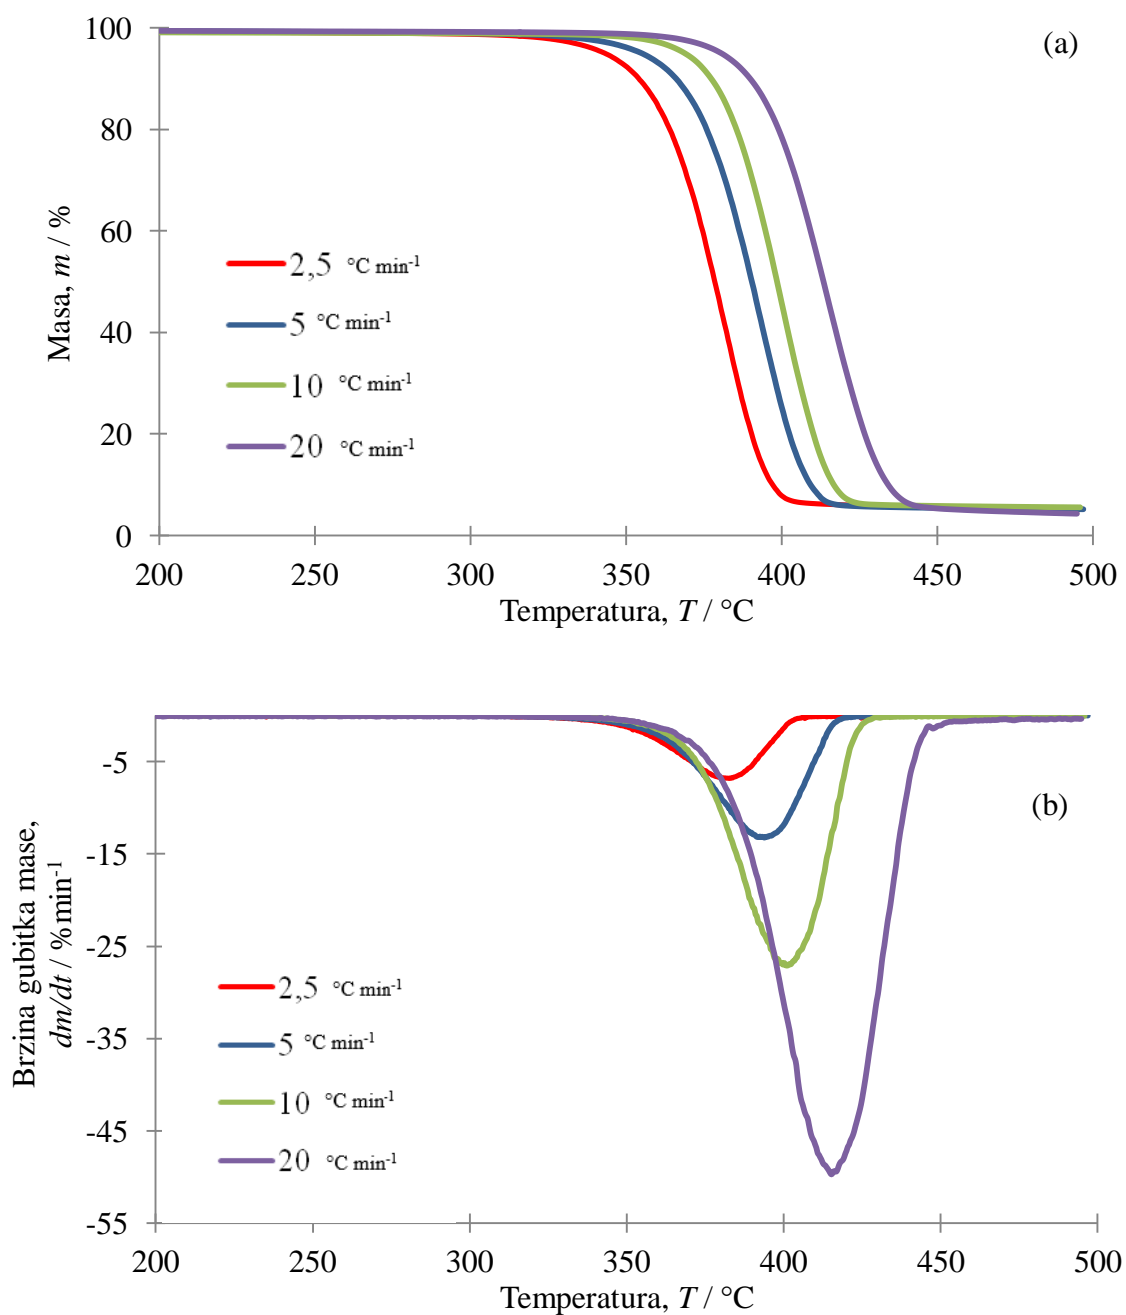 100
80
60
40
20
0
Masa, m / %
(a)
2,5 °C min-1
5 °C min-1
10 °C min-1
20 °C min-1
200 250 300 350 400 450 500
Temperatura, T / °C
-5
-15
-25
-35
-45
-55
Brzina gubitka mase,
dm/dt / %min-1
(b)
2,5 °C min-1
5 °C min-1
10 °C min-1
20 °C min-1
200 250 300 350 400 450 500
Temperatura, T / °C